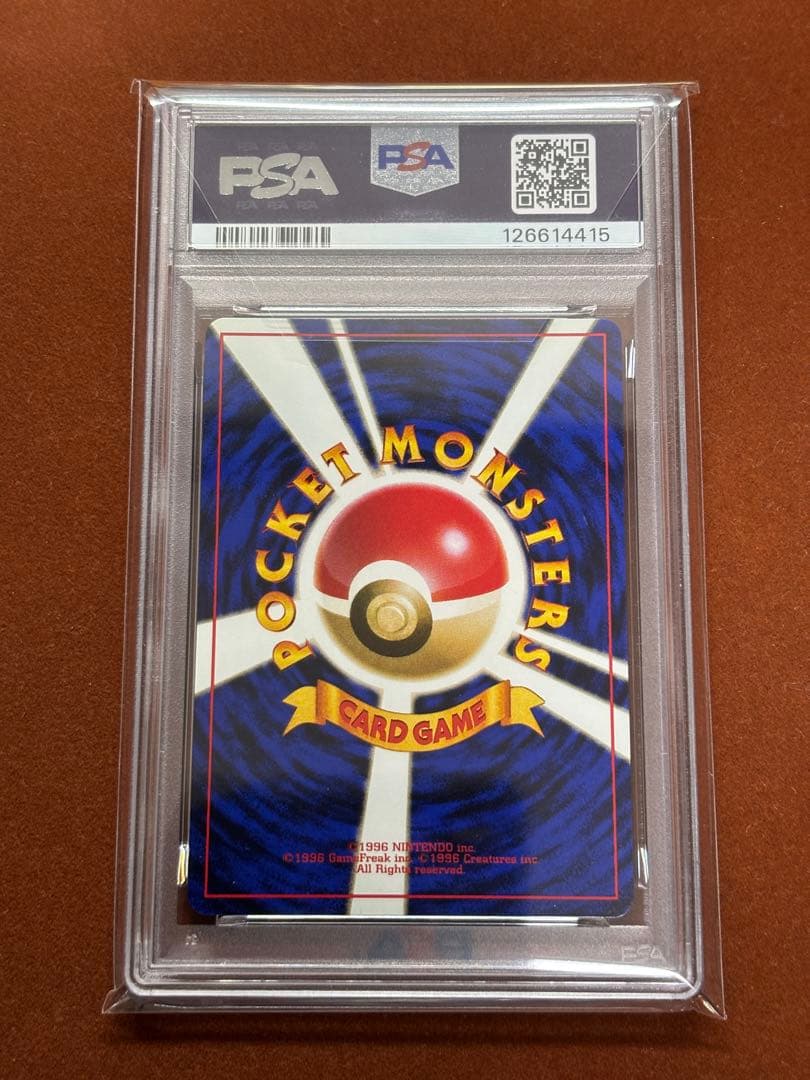 PSA
PSA
126614415
POCKET MONSTERS
CARD GAME
©1996 NINTENDO inc.
©1996 GameFreak inc. ©1996 Creatures inc.
All Rights reserved.
PSA